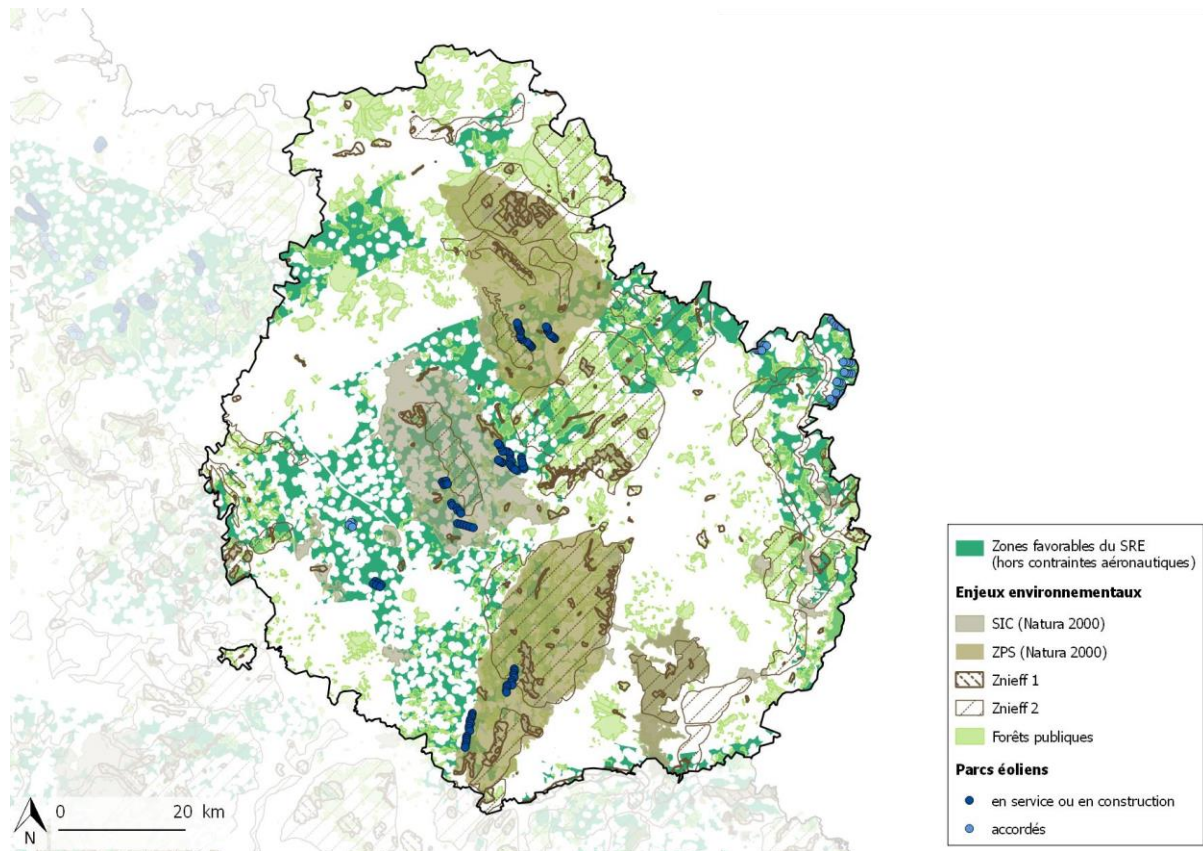 Zones favorables du SRE
(hors contraintes aéronautiques)
Enjeux environnementaux
SIC (Natura 2000)
ZPS (Natura 2000)
Znieff 1
Znieff 2
Forêts publiques
Parcs éoliens
en service ou en construction
accordés
0 20 km
N